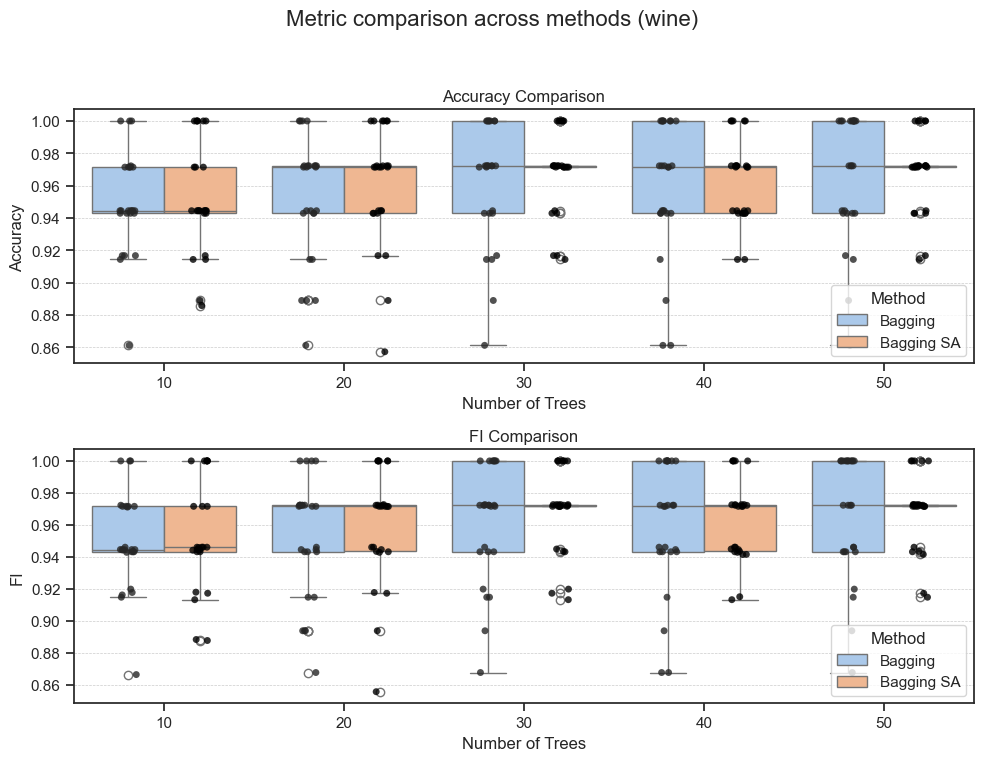 Metric comparison across methods (wine)
Accuracy Comparison
Accuracy
1.00
0.98
0.96
0.94
0.92
0.90
0.88
0.86
10
20
30
40
50
Number of Trees
Method
Bagging
Bagging SA
FI Comparison
FI
1.00
0.98
0.96
0.94
0.92
0.90
0.88
0.86
10
20
30
40
50
Number of Trees
Method
Bagging
Bagging SA